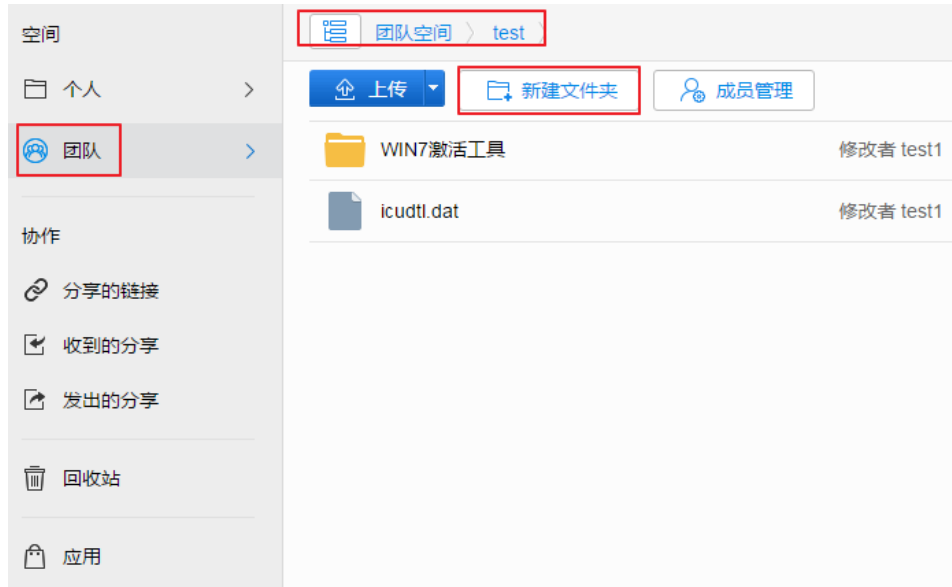 空间
个人
团队
协作
分享的链接
收到的分享
发出的分享
回收站
应用
团队空间 test
上传 新建文件夹 成员管理
WIN7激活工具 修改者 test1
icudtl.dat 修改者 test1